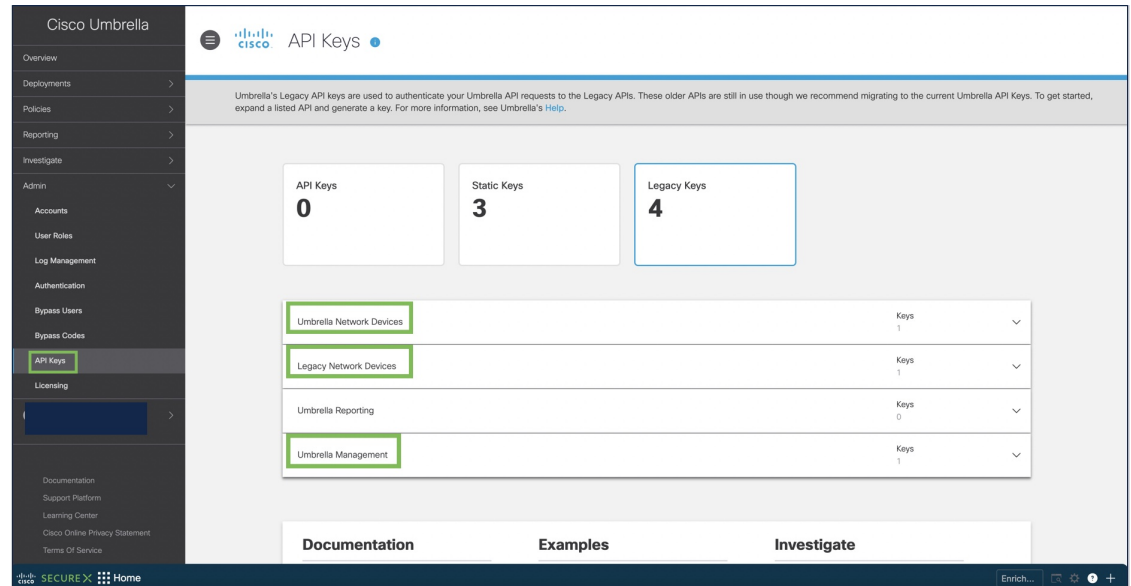 Cisco Umbrella
Overview
Deployments
Policies
Reporting
Investigate
Admin
Accounts
User Roles
Log Management
Authentication
Bypass Users
Bypass Codes
API Keys
Licensing
Documentation
Support Platform
Learning Center
Cisco Online Privacy Statement
Terms Of Service
CISCO
API Keys
Umbrella's Legacy API keys are used to authenticate your Umbrella API requests to the Legacy APIs. These older APIs are still in use though we recommend migrating to the current Umbrella API Keys. To get started,
expand a listed API and generate a key. For more information, see Umbrella's Help.
API Keys
0
Static Keys
3
Legacy Keys
4
Umbrella Network Devices
Keys
1
Legacy Network Devices
Keys
1
Umbrella Reporting
Keys
0
Umbrella Management
Keys
1
Documentation
Examples
Investigate
CISCO SECUREX Home
Enrich...